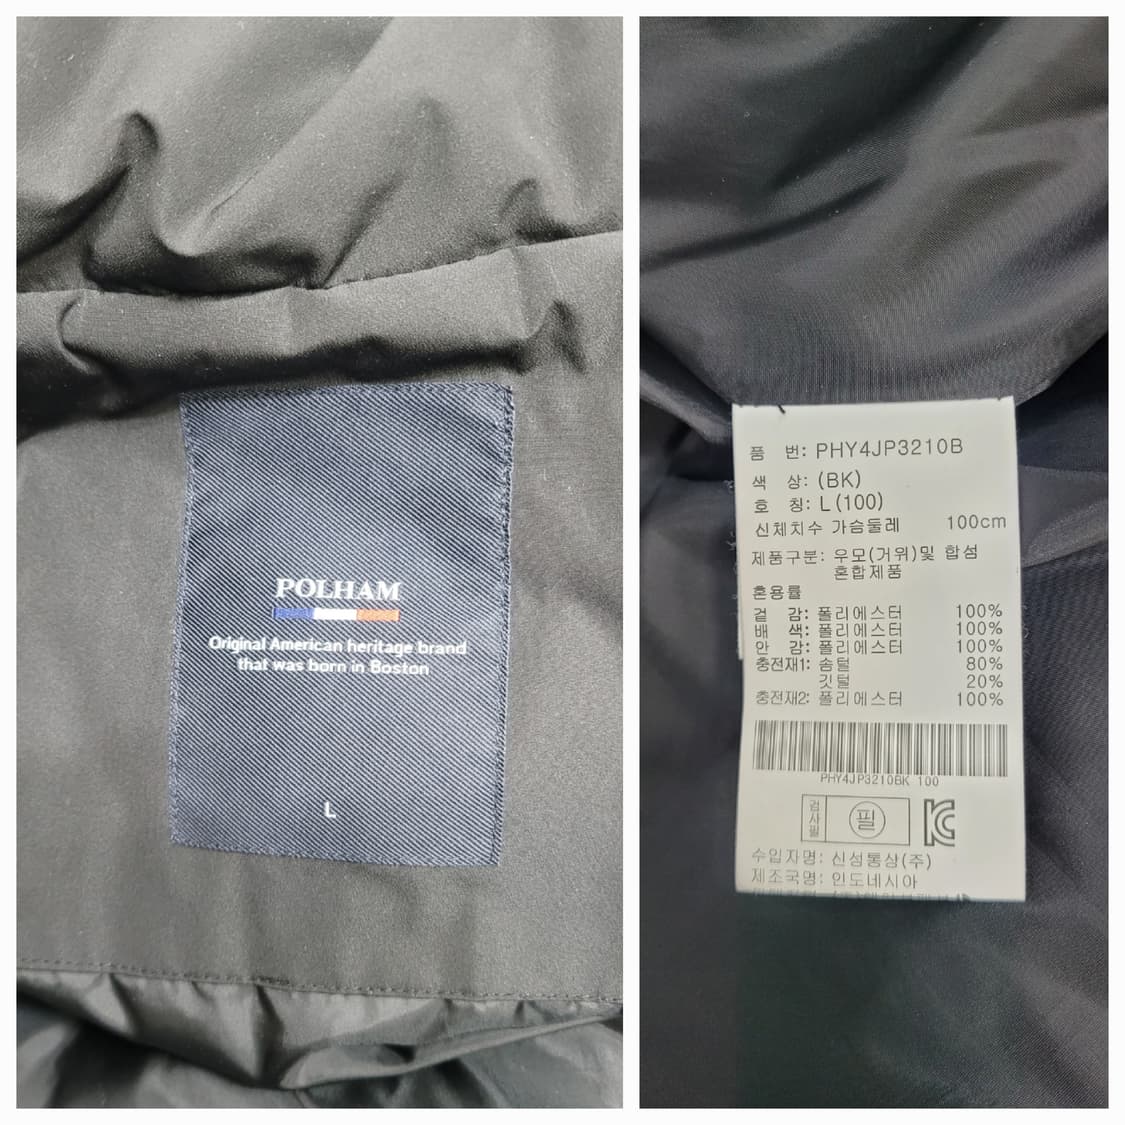 POLHAM
Original American heritage brand
that was born in Boston
L
품 번: PHY4JP3210B
색 상: (BK)
호 칭: L(100)
신체치수 가슴둘레 100cm
제품구분: 우모(거위)및 합섬
혼합제품
혼용률
겉 감: 폴리에스터 100%
배 색: 폴리에스터 100%
안 감: 폴리에스터 100%
충전재1: 솜털 80%
깃털 20%
충전재2: 폴리에스터 100%
PHY4JP3210BK 100
검사필 필
수입자명: 신성통상(주)
제조국명: 인도네시아